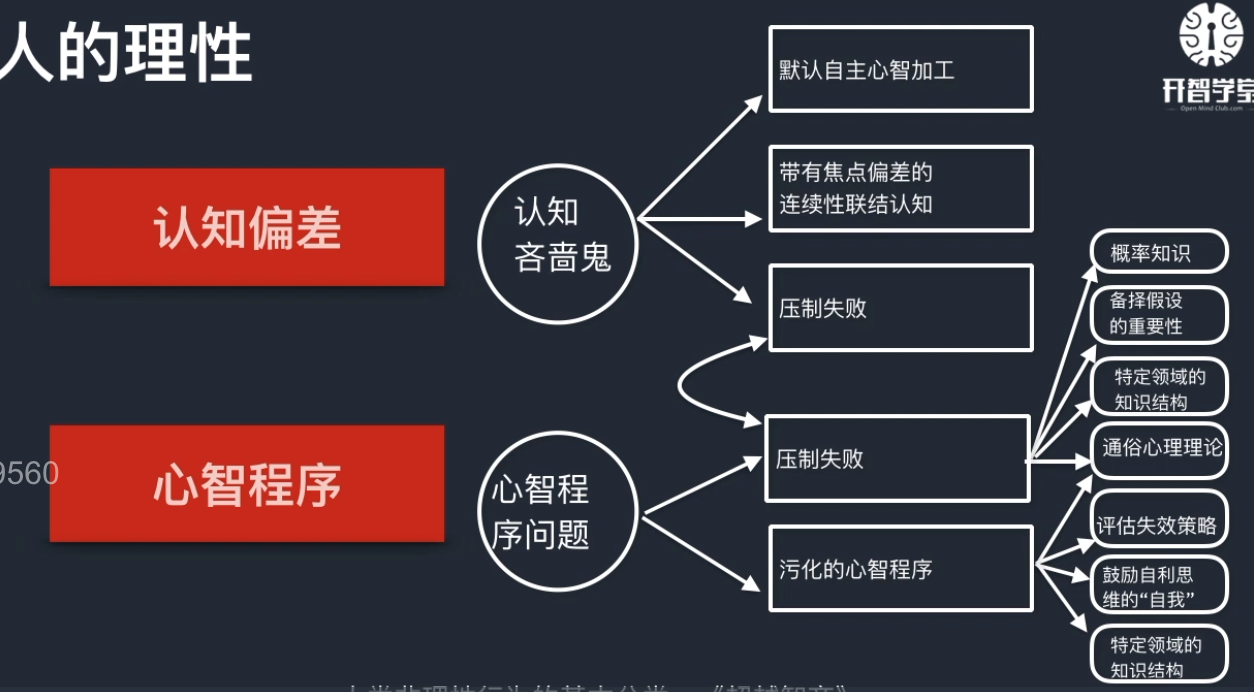 人的理性
开智学堂
Open Mind Club.com
默认自主心智加工
带有焦点偏差的
连续性联结认知
压制失败
认知偏差
认知
吝啬鬼
概率知识
备择假设
的重要性
特定领域的
知识结构
通俗心理理论
评估失效策略
鼓励自利思
维的“自我”
特定领域的
知识结构
9560
心智程序
心智程
序问题
压制失败
污化的心智程序